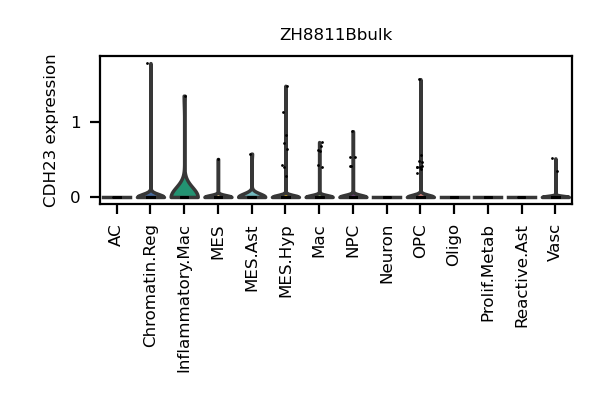 ZH8811Bbulk
CDH23 expression
1
0
AC
Chromatin.Reg
Inflammatory.Mac
MES
MES.Ast
MES.Hyp
Mac
NPC
Neuron
OPC
Oligo
Prolif.Metab
Reactive.Ast
Vasc